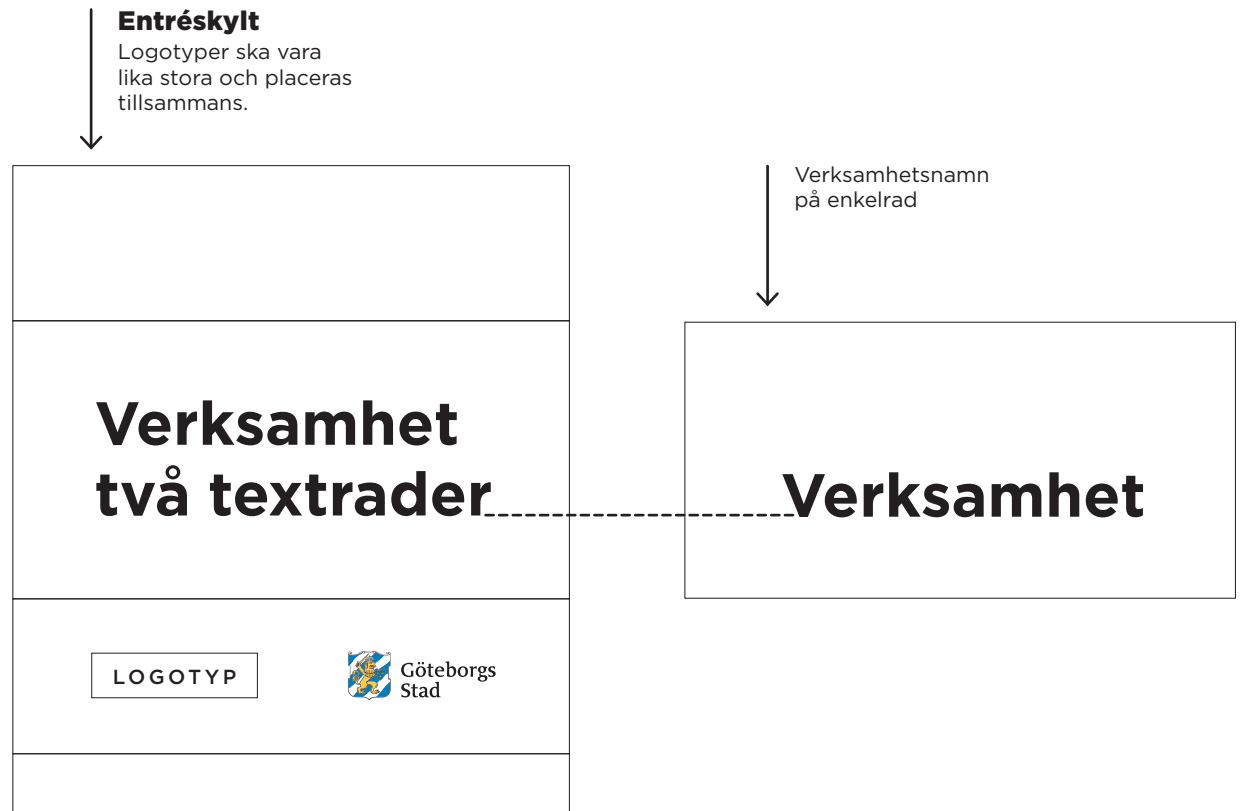 Entréskylt
Logotyper ska vara
lika stora och placeras
tillsammans.
Verksamhetsnamn
på enkelrad
Verksamhet
två textrader
Verksamhet
LOGOTYP
Göteborgs
Stad